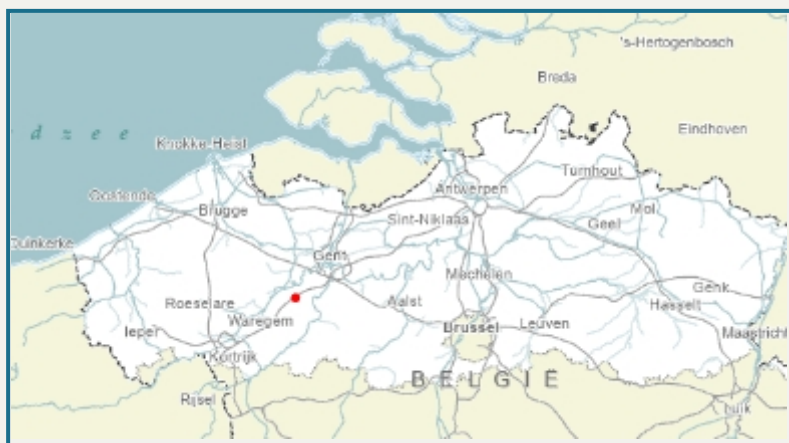 's-Hertogenbosch
Breda
d z e e
Eindhoven
Knokke-Heist
Turnhout
Antwerpen
Oostende
Mol
Brugge
Sint-Niklaas
Geel
Duinkerke
Gent
Mechelen
Genk
Roeselare
Aalst
Hasselt
Waregem
Brussel
Leuven
Ieper
Maastricht
Kortrijk
BELGIË
Rijsel
Luik